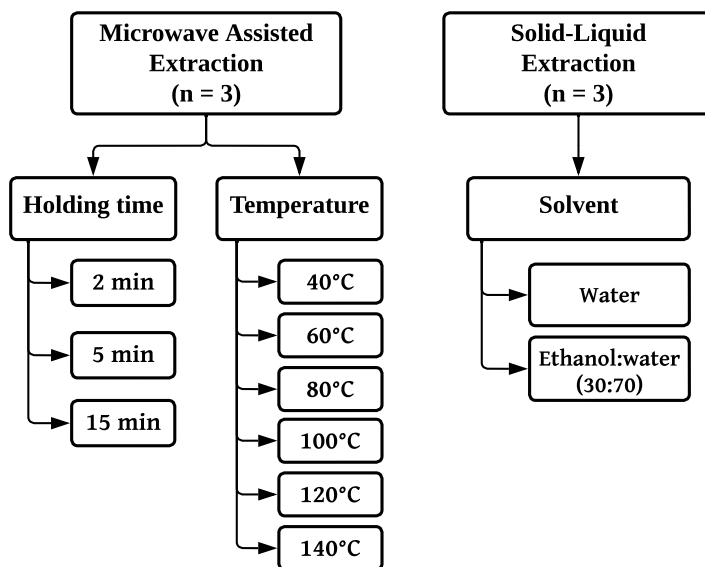 Microwave Assisted
Extraction
(n = 3)
Holding time
2 min
5 min
15 min
Temperature
40°C
60°C
80°C
100°C
120°C
140°C
Solid-Liquid
Extraction
(n = 3)
Solvent
Water
Ethanol:water
(30:70)